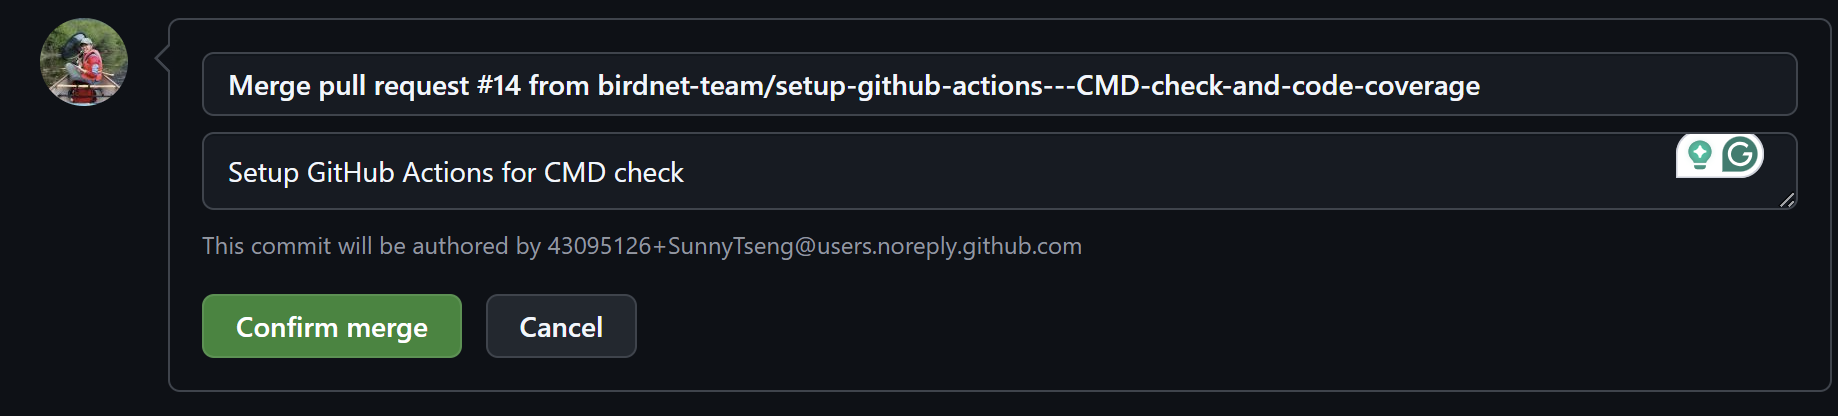 Merge pull request #14 from birdnet-team/setup-github-actions---CMD-check-and-code-coverage
Setup GitHub Actions for CMD check
This commit will be authored by 43095126+SunnyTseng@users.noreply.github.com
Confirm merge
Cancel